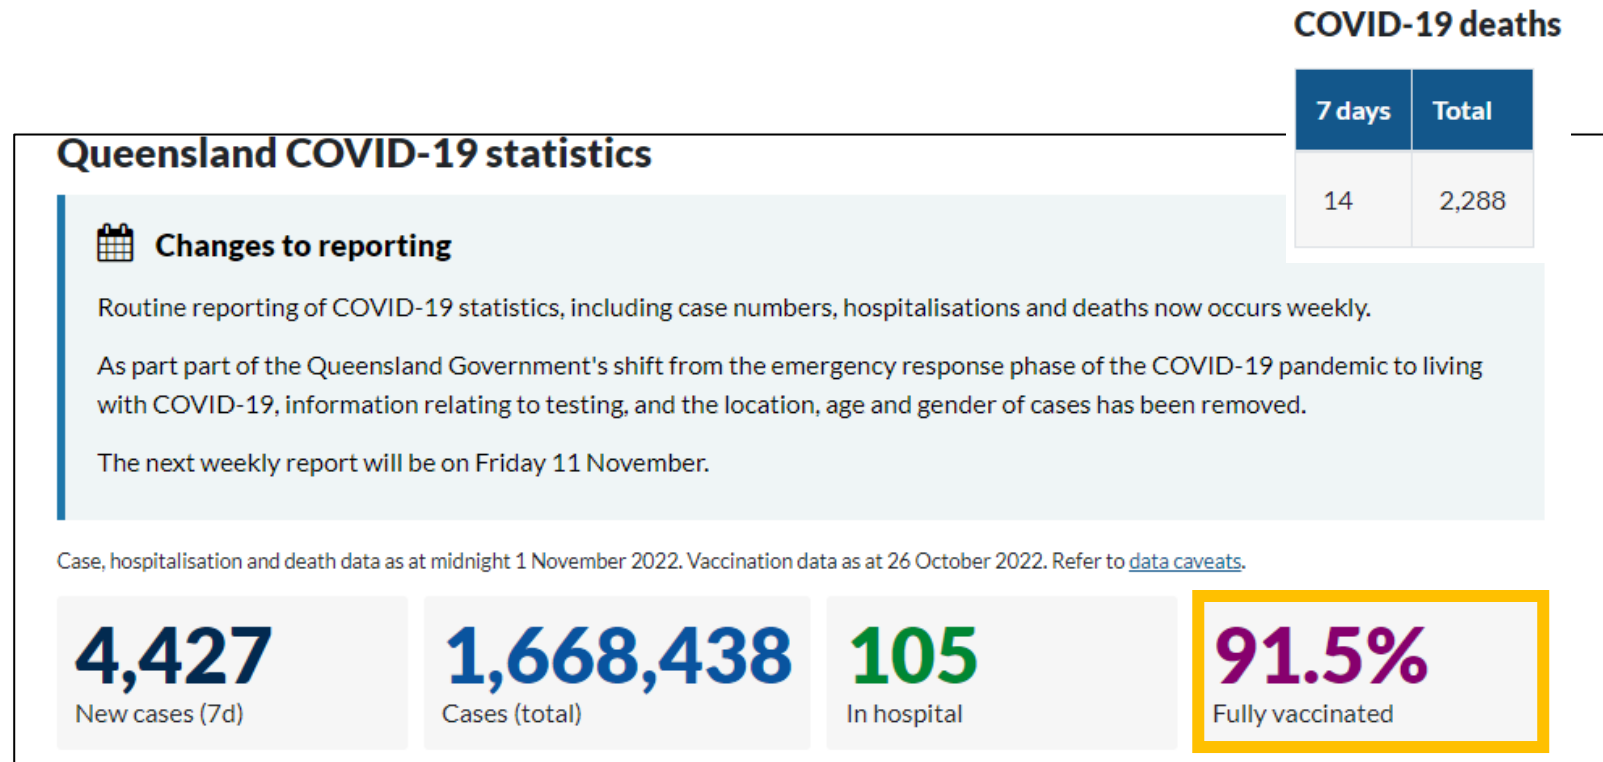 COVID-19 deaths
7 days Total
14 2,288
Queensland COVID-19 statistics
Changes to reporting
Routine reporting of COVID-19 statistics, including case numbers, hospitalisations and deaths now occurs weekly.
As part part of the Queensland Government's shift from the emergency response phase of the COVID-19 pandemic to living
with COVID-19, information relating to testing, and the location, age and gender of cases has been removed.
The next weekly report will be on Friday 11 November.
Case, hospitalisation and death data as at midnight 1 November 2022. Vaccination data as at 26 October 2022. Refer to data caveats.
4,427 1,668,438 105 91.5%
New cases (7d) Cases (total) In hospital Fully vaccinated